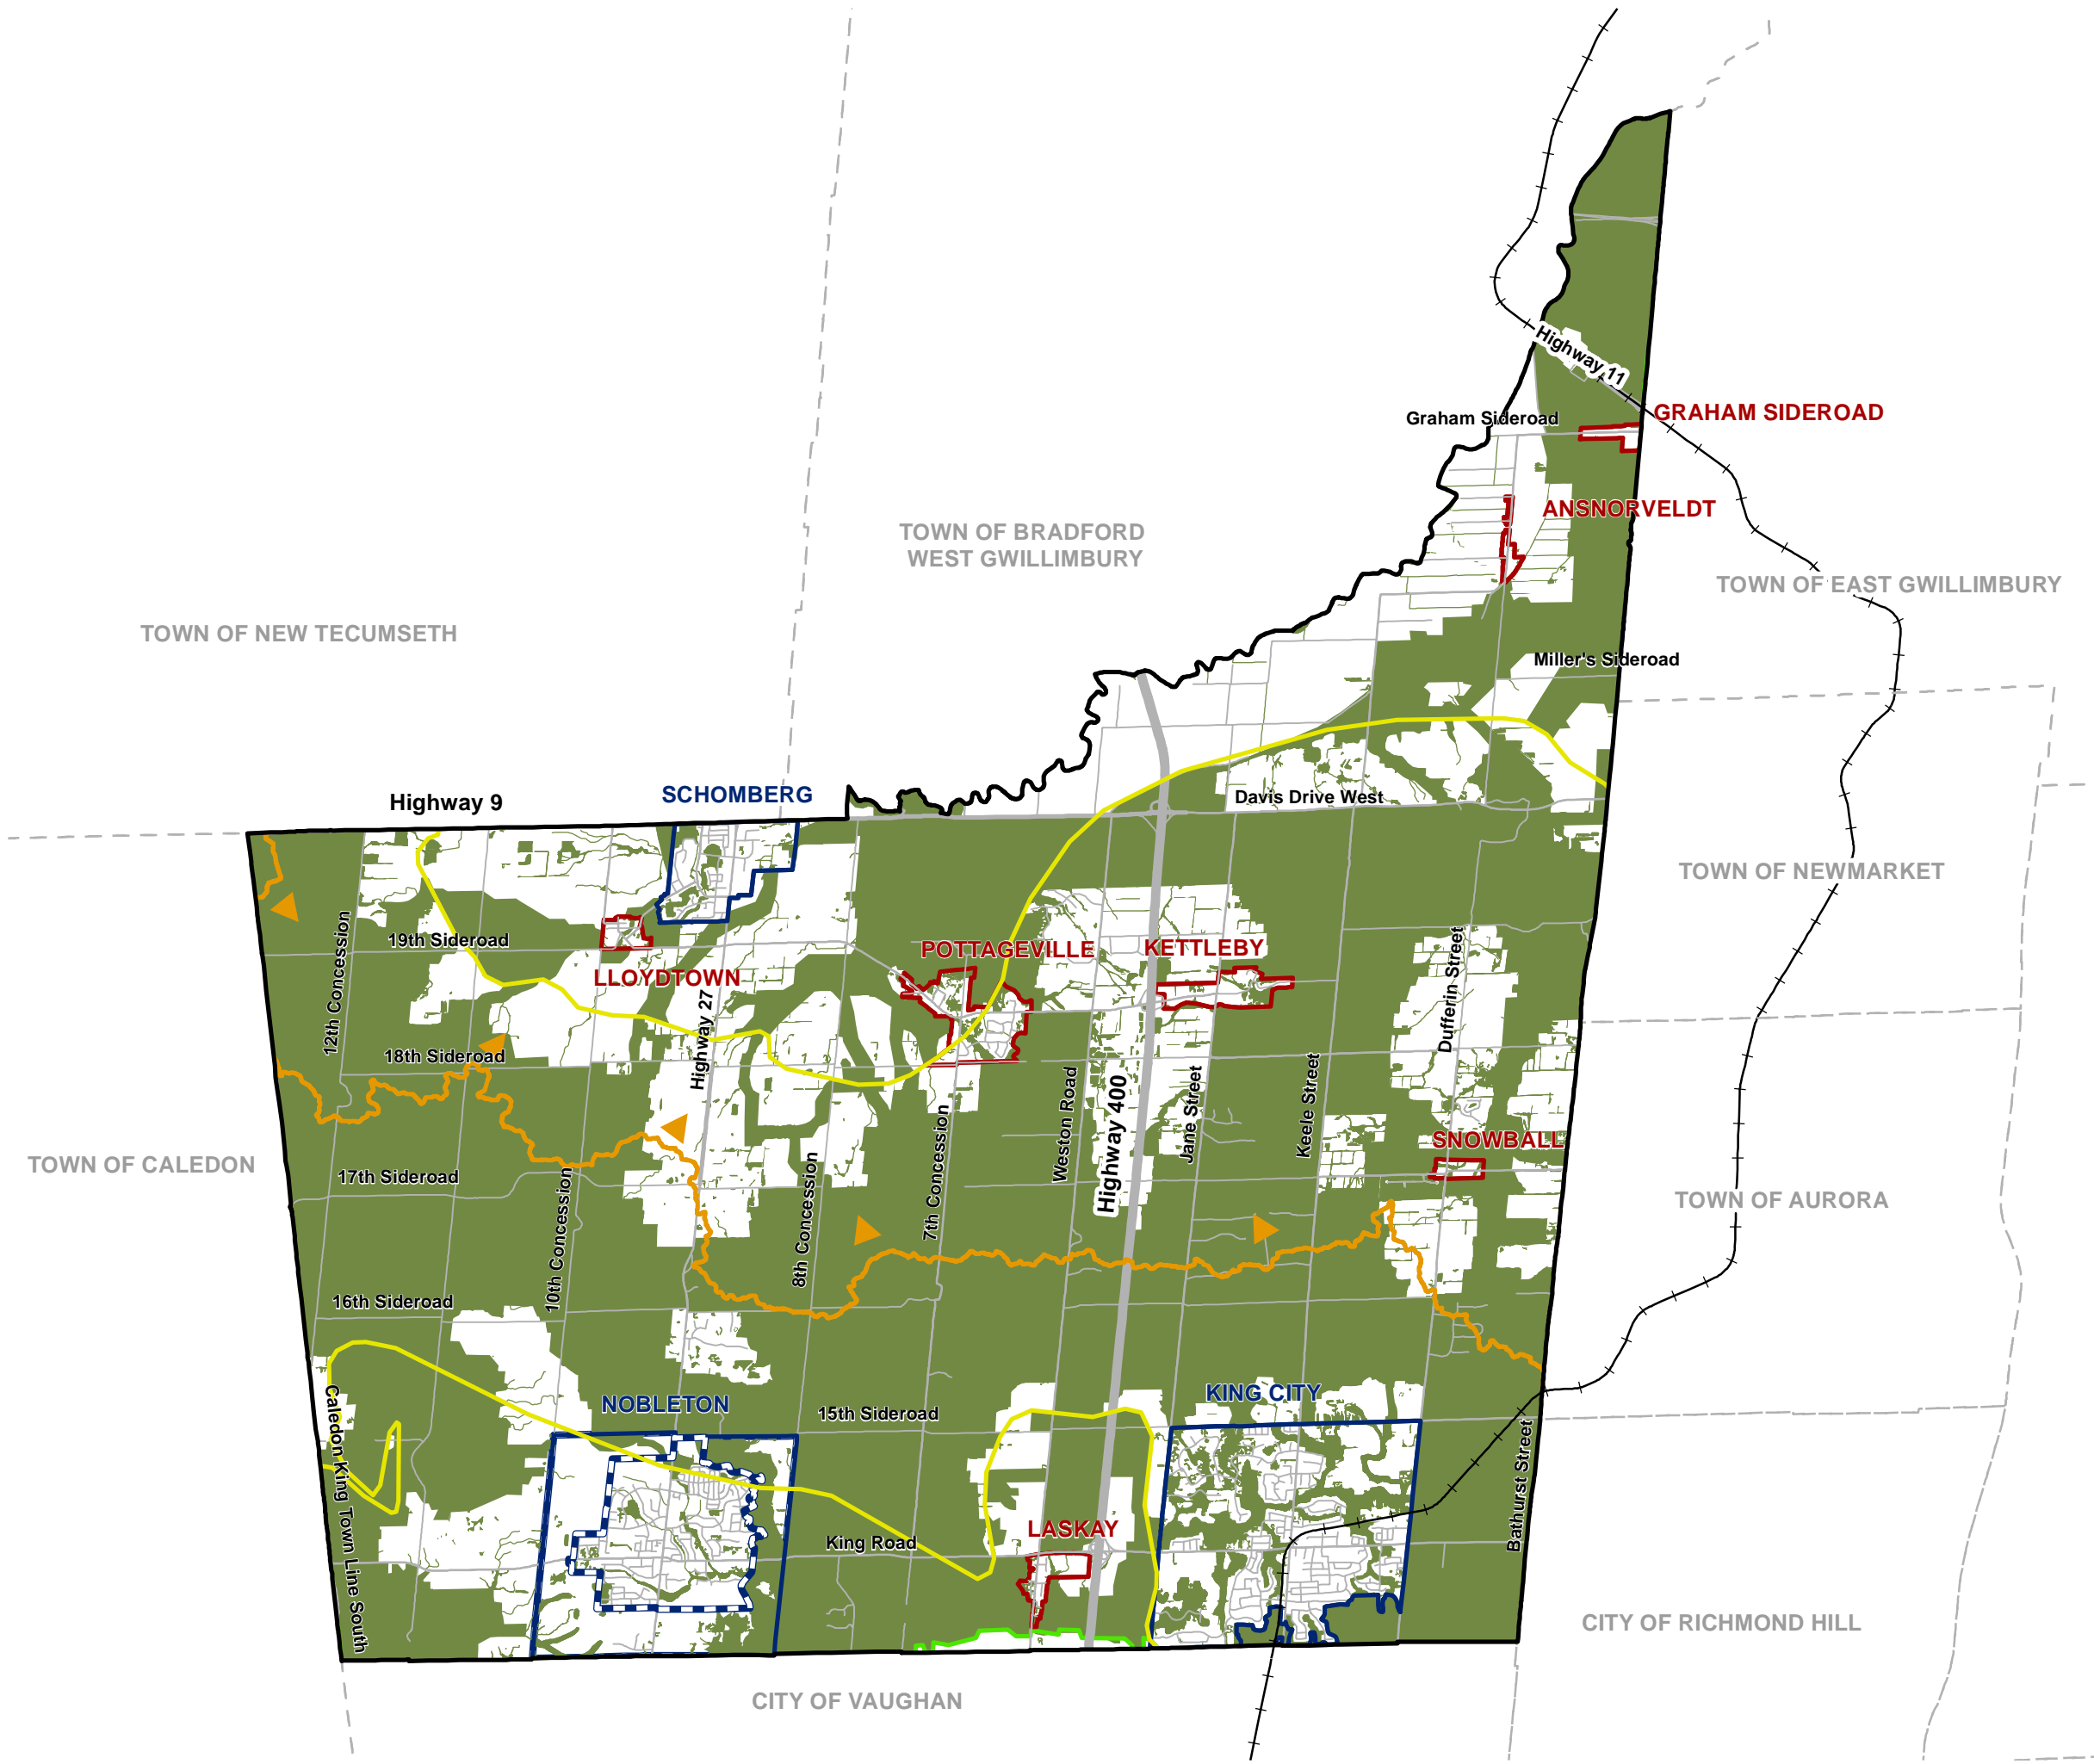 Highway 11
Graham Sideroad
GRAHAM SIDEROAD
ANSNORVELDT
TOWN OF BRADFORD
WEST GWILLIMBURY
TOWN OF EAST GWILLIMBURY
TOWN OF NEW TECUMSETH
Miller's Sideroad
Highway 9
SCHOMBERG
Davis Drive West
TOWN OF NEWMARKET
12th Concession
19th Sideroad
LLOYDTOWN
POTTAGEVILLE
KETTLEBY
Dufferin Street
Highway 27
18th Sideroad
Weston Road
Highway 400
Jane Street
Keele Street
SNOWBALL
TOWN OF CALEDON
17th Sideroad
10th Concession
8th Concession
7th Concession
TOWN OF AURORA
16th Sideroad
NOBLETON
15th Sideroad
KING CITY
Caledon King Town Line South
King Road
LASKAY
Bathurst Street
CITY OF RICHMOND HILL
CITY OF VAUGHAN